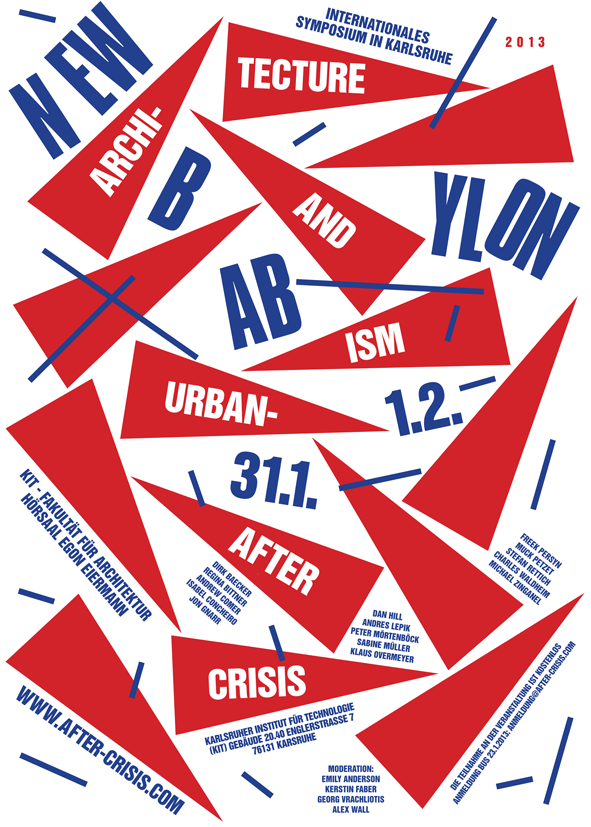 NEW
INTERNATIONALES
SYMPOSIUM IN KARLSRUHE
2013
ARCHI-
TECTURE
B
AND
YLON
AB
ISM
URBAN-
1.2.
31.1.
KIT - FAKULTÄT FÜR ARCHITEKTUR
HÖRSAAL EGON EIERMANN
AFTER
DIRK BAECKER
REGINA BITTNER
ANDREW COMER
ISABEL CONCHEIRO
JON GNARR
FREEK PERSYN
MUCK PETZET
STEFAN RETTICH
CHARLES WALDHEIM
MICHAEL ZINGANEL
DAN HILL
ANDRES LEPIK
PETER MÖRTENBÖCK
SABINE MÜLLER
KLAUS OVERMEYER
CRISIS
KARLSRUHER INSTITUT FÜR TECHNOLOGIE
(KIT) GEBÄUDE 20.40 ENGLERSTRASSE 7
76131 KARSRUHE
WWW.AFTER-CRISIS.COM
MODERATION:
EMILY ANDERSON
KERSTIN FABER
GEORG VRACHLIOTIS
ALEX WALL
DIE TEILNAHME AN DER VERANSTALTUNG IST KOSTENLOS
ANMELDUNG BUS 23.1.2013: ANMELDUNG@AFTER-CRISIS.COM